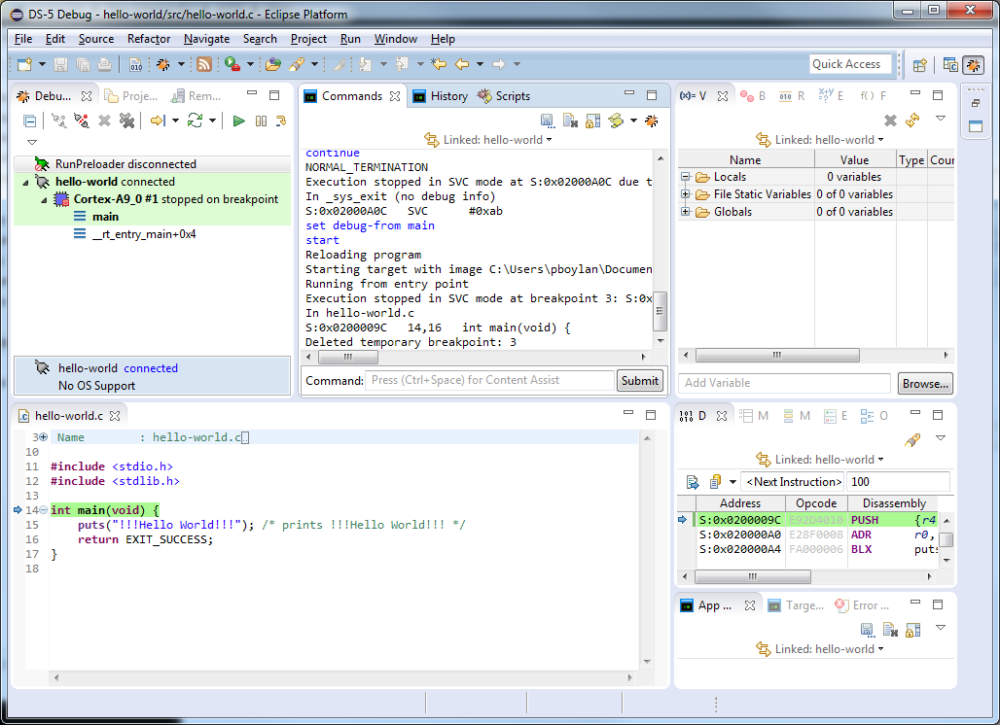 DS-5 Debug - hello-world/src/hello-world.c - Eclipse Platform
File Edit Source Refactor Navigate Search Project Run Window Help
Quick Access
Debu... Proje... Rem...
RunPreloader disconnected
hello-world connected
Cortex-A9_0 #1 stopped on breakpoint
main
__rt_entry_main+0x4
hello-world connected
No OS Support
Commands History Scripts
Linked: hello-world
continue
NORMAL_TERMINATION
Execution stopped in SVC mode at S:0x02000A0C due t
In _sys_exit (no debug info)
S:0x02000A0C SVC #0xab
set debug-from main
start
Reloading program
Starting target with image C:\Users\pboylan\Documen
Running from entry point
Execution stopped in SVC mode at breakpoint 3: S:0x
In hello-world.c
S:0x0200009C 14,16 int main(void) {
Deleted temporary breakpoint: 3
Command: Press (Ctrl+Space) for Content Assist Submit
(x)= V B R E f() F
Linked: hello-world
Name Value Type Coun
Locals 0 variables
File Static Variables 0 of 0 variables
Globals 0 of 0 variables
Add Variable Browse...
hello-world.c
3 Name : hello-world.c
10
11 #include <stdio.h>
12 #include <stdlib.h>
13
14 int main(void) {
15 puts("!!!Hello World!!!"); /* prints !!!Hello World!!! */
16 return EXIT_SUCCESS;
17 }
18
D M M E O
Linked: hello-world
<Next Instruction> 100
Address Opcode Disassembly
S:0x0200009C E92D4010 PUSH {r4
S:0x020000A0 E28F0008 ADR r0,
S:0x020000A4 FA000006 BLX puts
App ... Targe... Error ...
Linked: hello-world